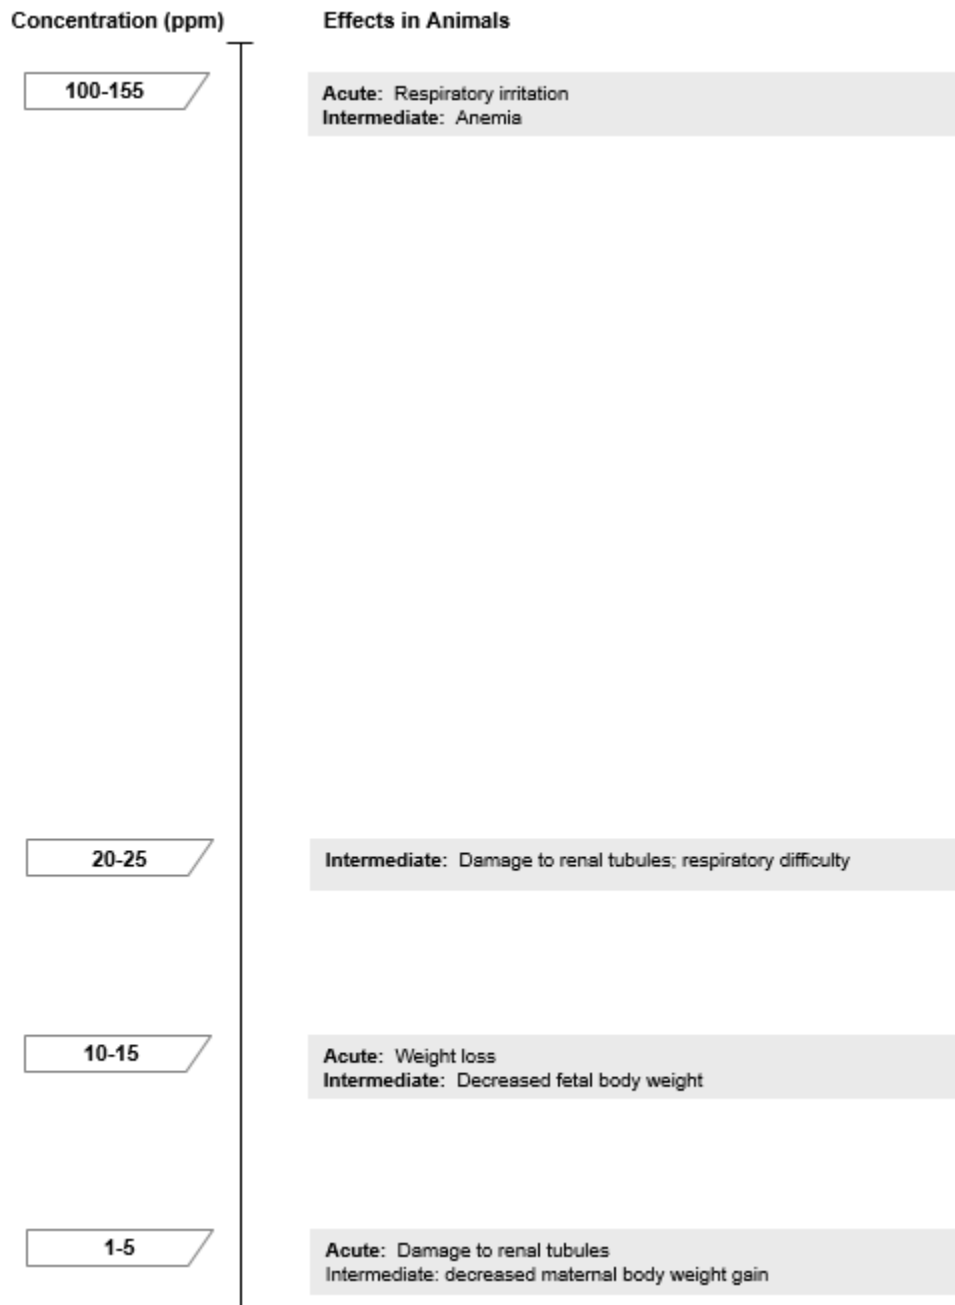 Concentration (ppm) Effects in Animals
100-155
Acute: Respiratory irritation
Intermediate: Anemia
20-25
Intermediate: Damage to renal tubules; respiratory difficulty
10-15
Acute: Weight loss
Intermediate: Decreased fetal body weight
1-5
Acute: Damage to renal tubules
Intermediate: decreased maternal body weight gain